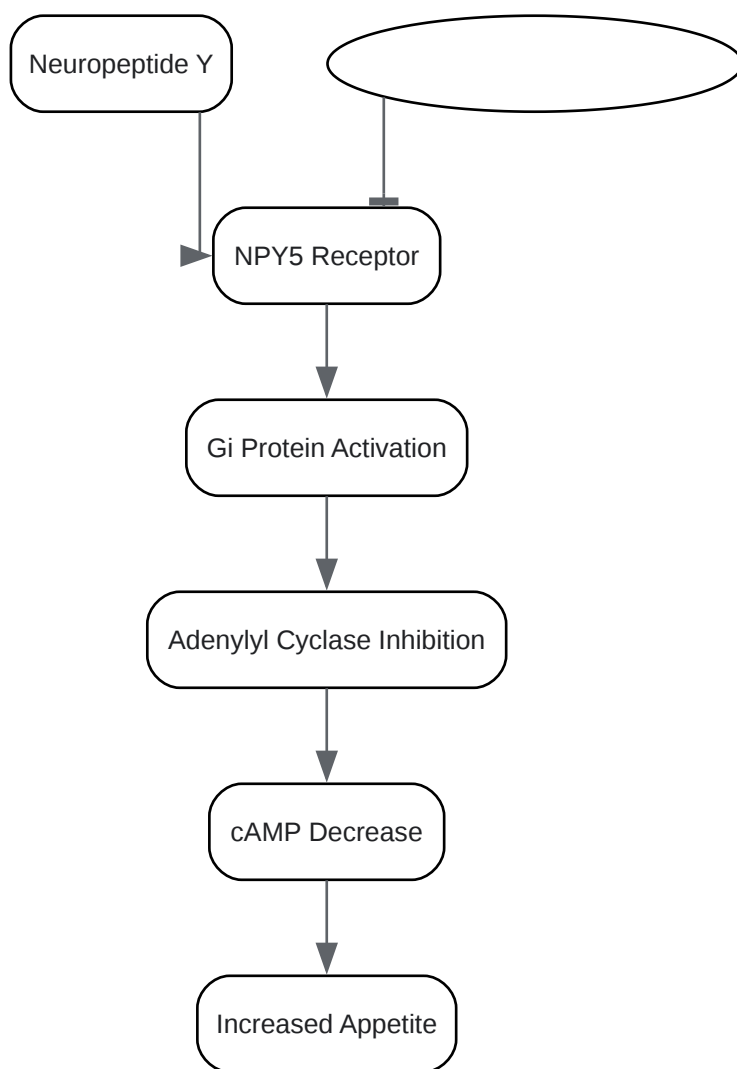 Neuropeptide Y
NPY5 Receptor
Gi Protein Activation
Adenylyl Cyclase Inhibition
cAMP Decrease
Increased Appetite